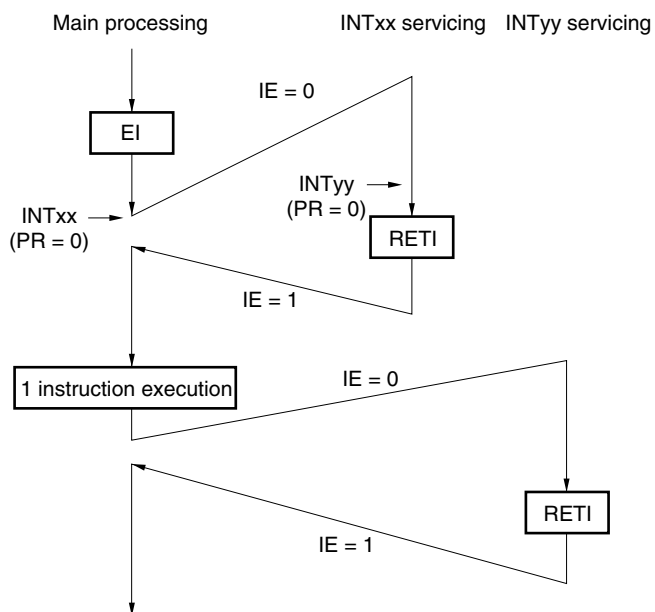 Main processing
INTxx servicing
INTyy servicing
IE = 0
EI
INTyy
(PR = 0)
INTxx
(PR = 0)
RETI
IE = 1
1 instruction execution
IE = 0
RETI
IE = 1